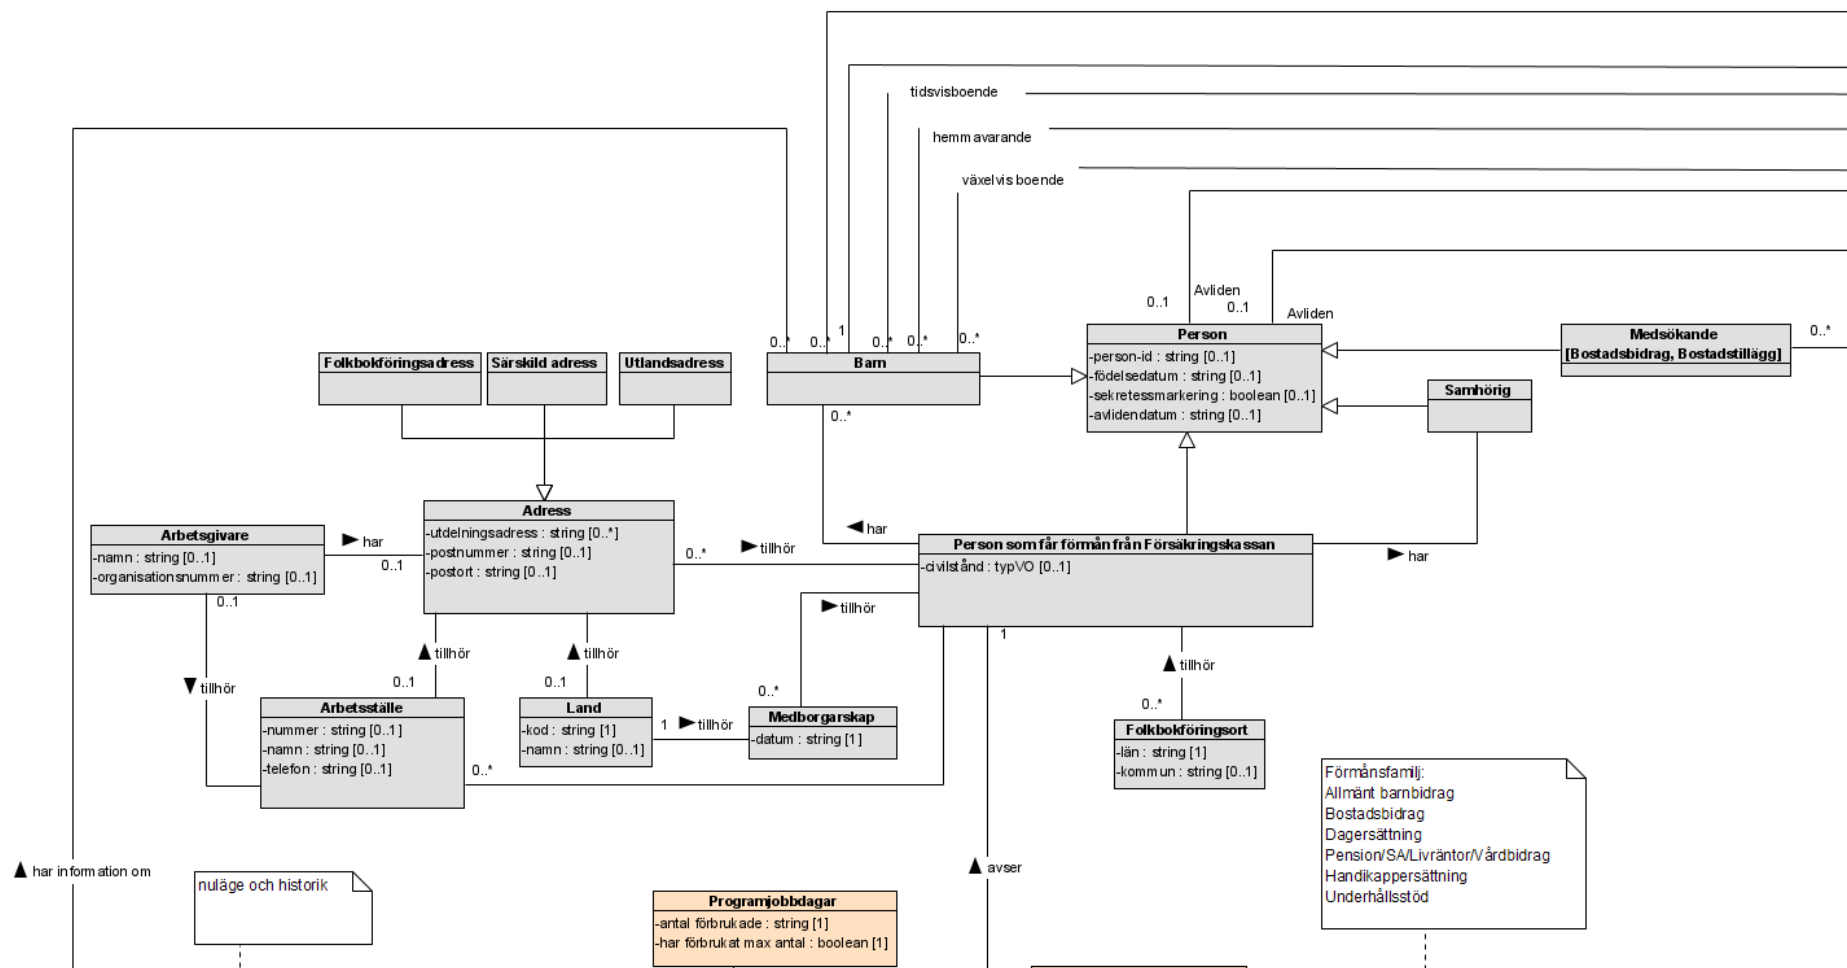 tidsvisboende
hemmavarande
växelvis boende
Avliden
0..1
0..1
Avliden
1
0..*
0..*
0..*
0..*
0..*
Folkbokföringsadress
Särskild adress
Utlandsadress
Barn
0..*
Person
-person-id : string [0..1]
-födelsedatum : string [0..1]
-sekretessmarkering : boolean [0..1]
-avlidendatum : string [0..1]
Medsökande
[Bostadsbidrag, Bostadstillägg]
0..*
Samhörig
Arbetsgivare
-namn : string [0..1]
-organisationsnummer : string [0..1]
0..1
har
0..1
Adress
-utdelningsadress : string [0..*]
-postnummer : string [0..1]
-postort : string [0..1]
0..*
tillhör
har
Person som får förmån från Försäkringskassan
-civilstånd : typVO [0..1]
har
1
tillhör
tillhör
tillhör
tillhör
tillhör
0..1
0..1
0..*
0..*
Arbetsställe
-nummer : string [0..1]
-namn : string [0..1]
-telefon : string [0..1]
0..*
Land
-kod : string [1]
-namn : string [0..1]
1
tillhör
Medborgarskap
-datum : string [1]
Folkbokföringsort
-län : string [1]
-kommun : string [0..1]
Förmånsfamilj:
Allmänt barnbidrag
Bostadsbidrag
Dagersättning
Pension/SA/Livräntor/Vårdbidrag
Handikappersättning
Underhållsstöd
har information om
nuläge och historik
avser
Programjobbdagar
-antal förbrukade : string [1]
-har förbrukat max antal : boolean [1]